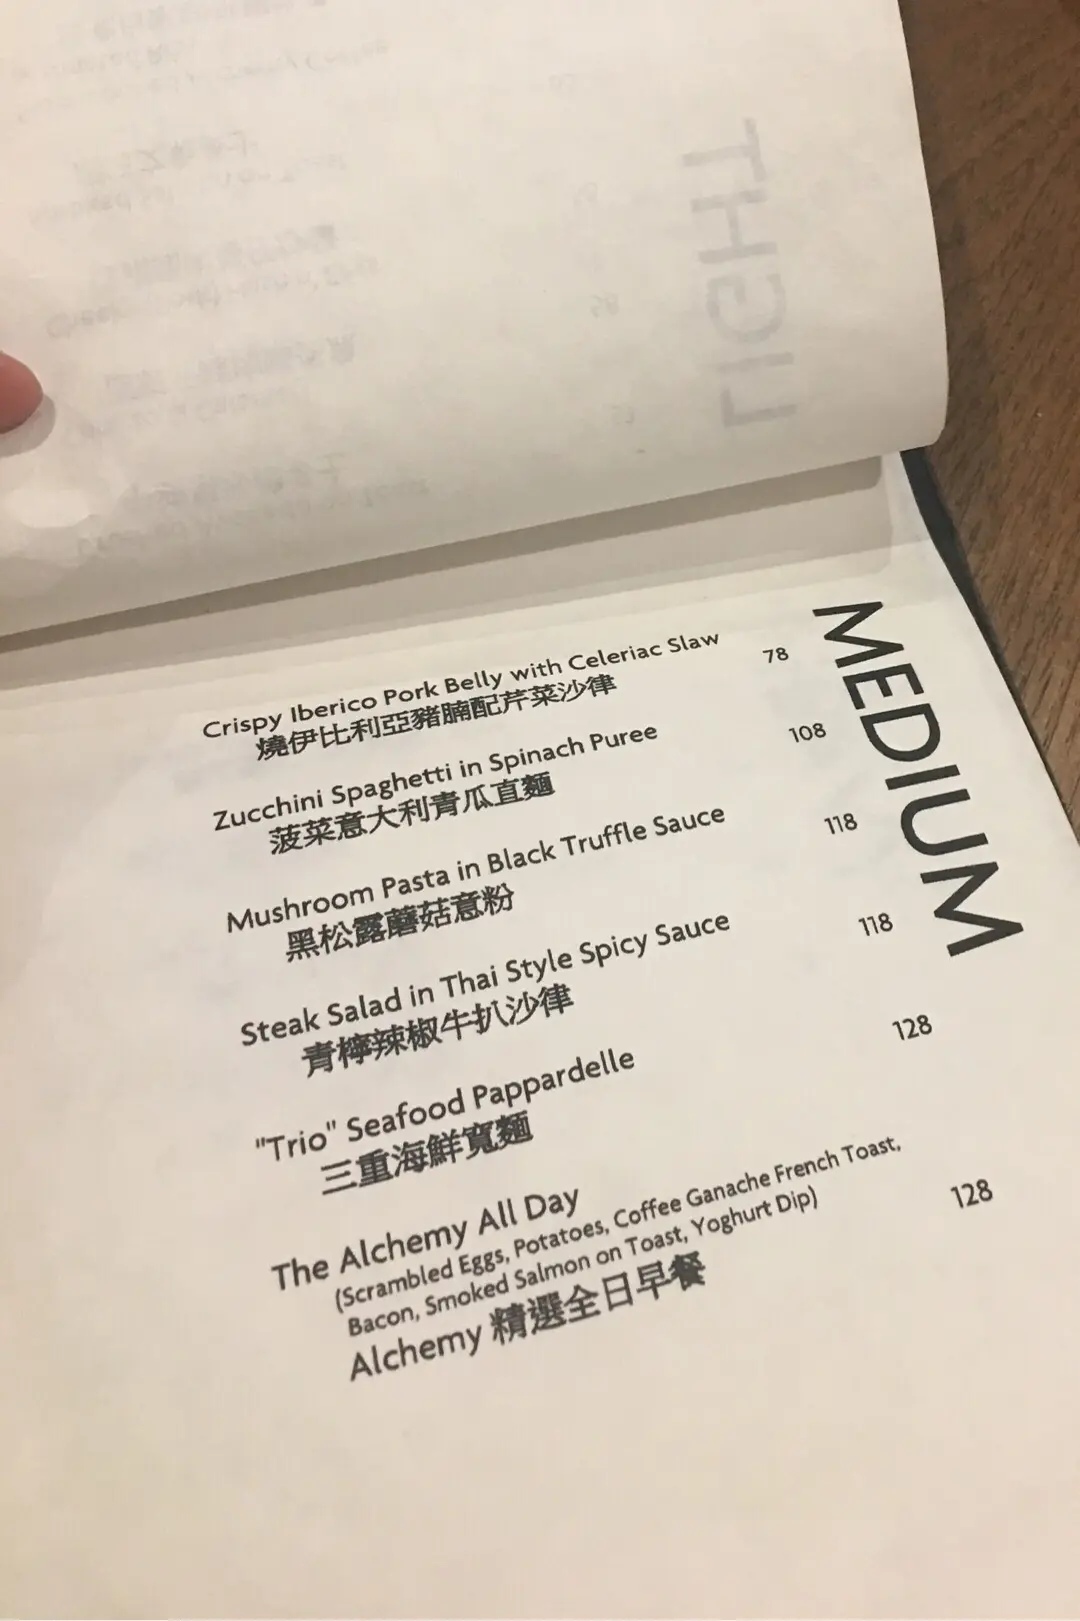 LIGHT
58
MEDIUM
Crispy Iberico Pork Belly with Celeriac Slaw 78
燒伊比利亞豬腩配芹菜沙律
Zucchini Spaghetti in Spinach Puree 108
菠菜意大利青瓜直麵
Mushroom Pasta in Black Truffle Sauce 118
黑松露蘑菇意粉
Steak Salad in Thai Style Spicy Sauce 118
青檸辣椒牛扒沙律
"Trio" Seafood Pappardelle 128
三重海鮮寬麵
The Alchemy All Day
(Scrambled Eggs, Potatoes, Coffee Ganache French Toast,
Bacon, Smoked Salmon on Toast, Yoghurt Dip) 128
Alchemy 精選全日早餐